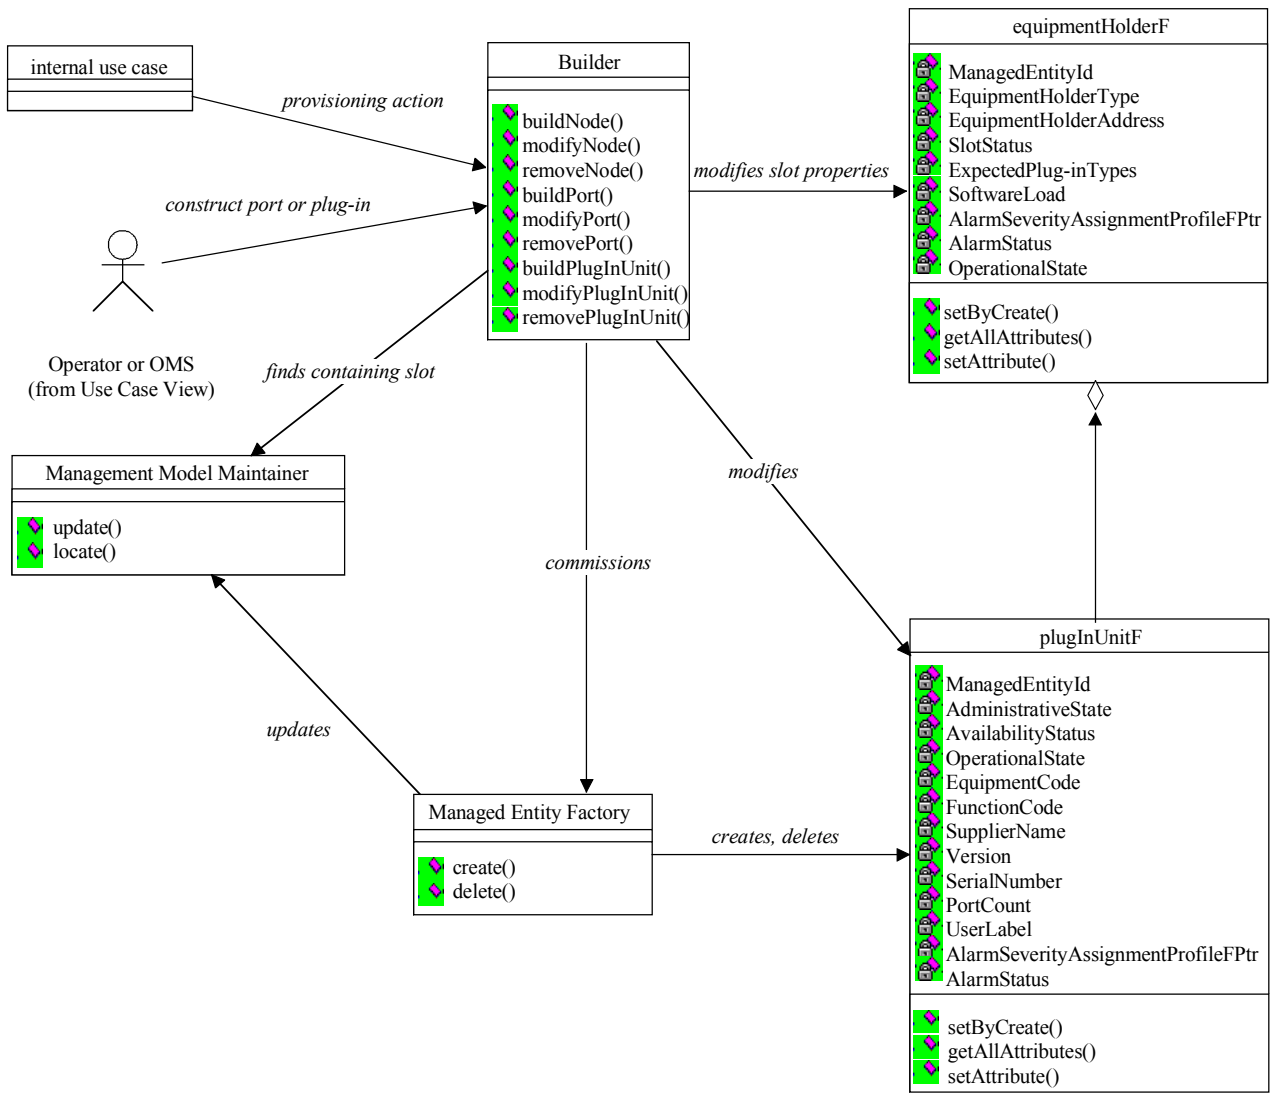 internal use case
provisioning action
construct port or plug-in
Operator or OMS
(from Use Case View)
Builder
buildNode()
modifyNode()
removeNode()
buildPort()
modifyPort()
removePort()
buildPlugInUnit()
modifyPlugInUnit()
removePlugInUnit()
modifies slot properties
equipmentHolderF
ManagedEntityId
EquipmentHolderType
EquipmentHolderAddress
SlotStatus
ExpectedPlug-inTypes
SoftwareLoad
AlarmSeverityAssignmentProfileFPtr
AlarmStatus
OperationalState
setByCreate()
getAllAttributes()
setAttribute()
finds containing slot
Management Model Maintainer
update()
locate()
modifies
commissions
updates
Managed Entity Factory
create()
delete()
creates, deletes
plugInUnitF
ManagedEntityId
AdministrativeState
AvailabilityStatus
OperationalState
EquipmentCode
FunctionCode
SupplierName
Version
SerialNumber
PortCount
UserLabel
AlarmSeverityAssignmentProfileFPtr
AlarmStatus
setByCreate()
getAllAttributes()
setAttribute()